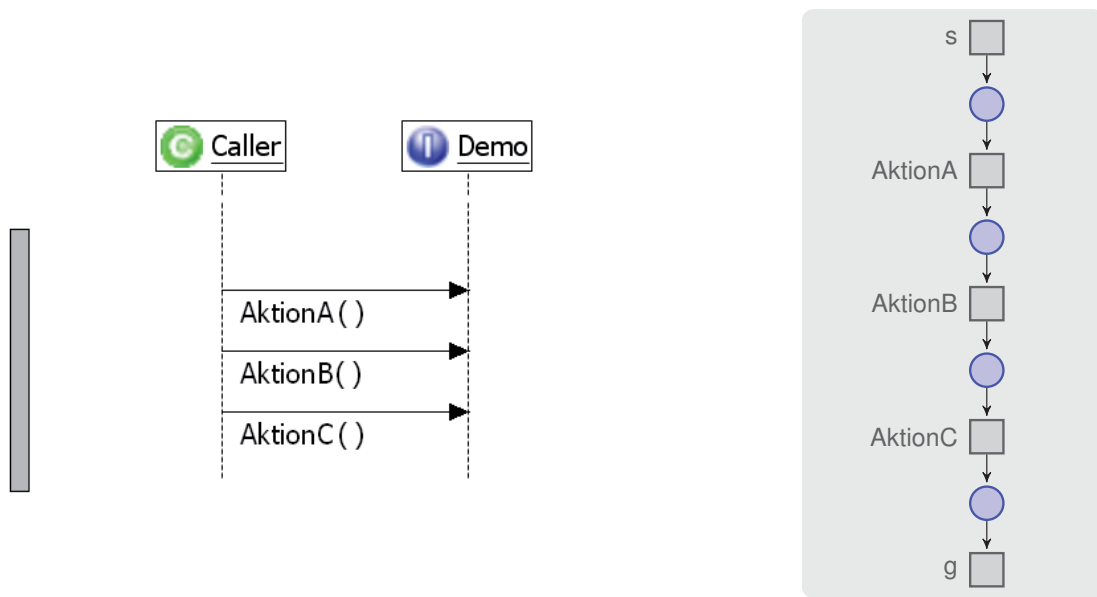 Caller
Demo
AktionA()
AktionB()
AktionC()
s
AktionA
AktionB
AktionC
g